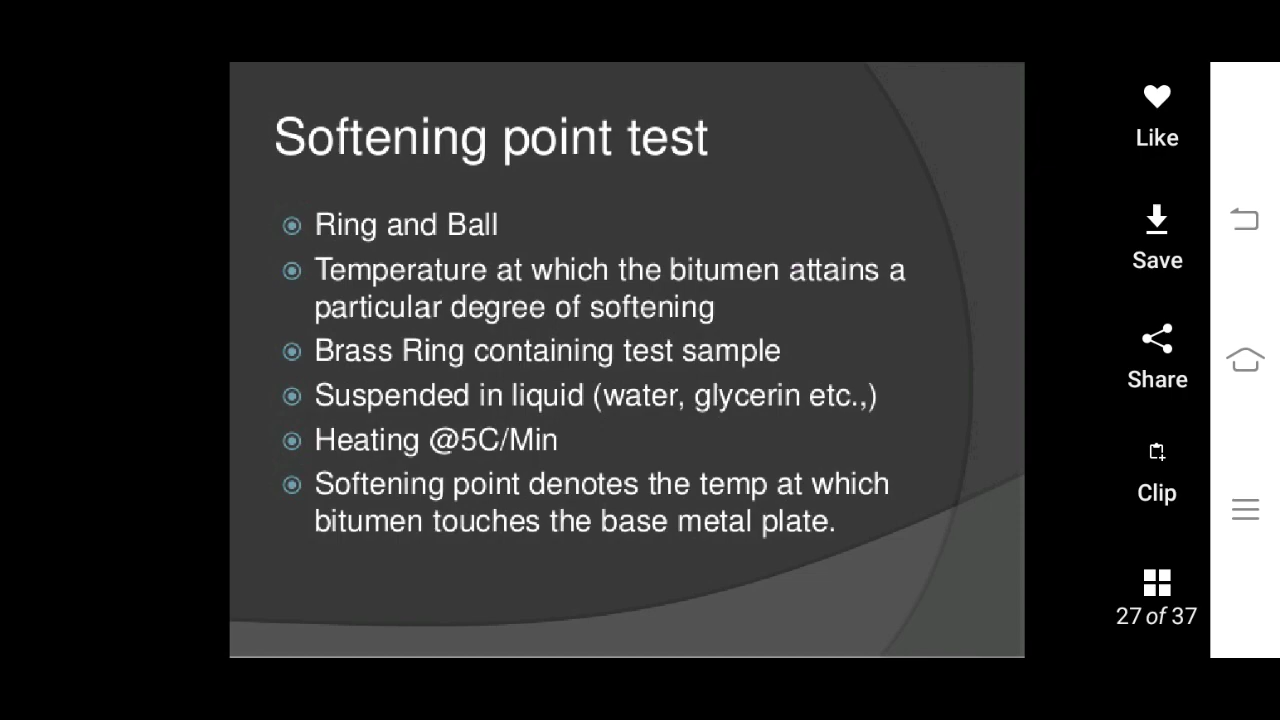 Softening point test
Ring and Ball
Temperature at which the bitumen attains a
particular degree of softening
Brass Ring containing test sample
Suspended in liquid (water, glycerin etc.,)
Heating @5C/Min
Softening point denotes the temp at which
bitumen touches the base metal plate.
Like
Save
Share
Clip
27 of 37